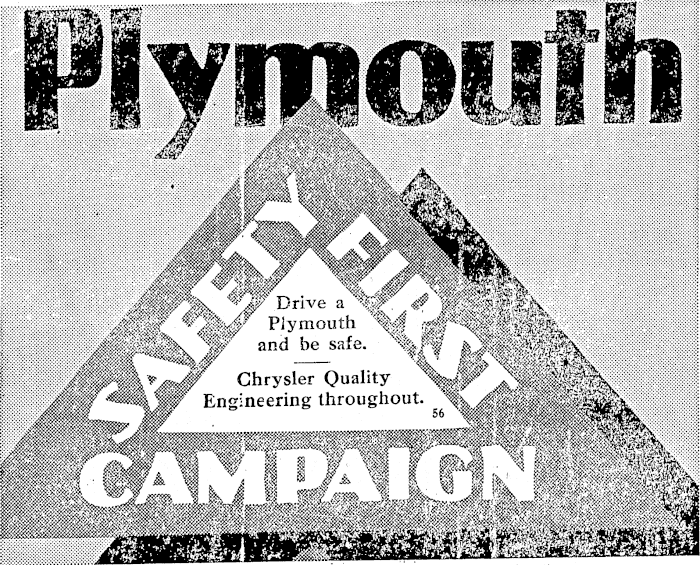 Plymouth
SAFETY FIRST
CAMPAIGN
Drive a
Plymouth
and be safe.
Chrysler Quality
Engineering throughout.
56